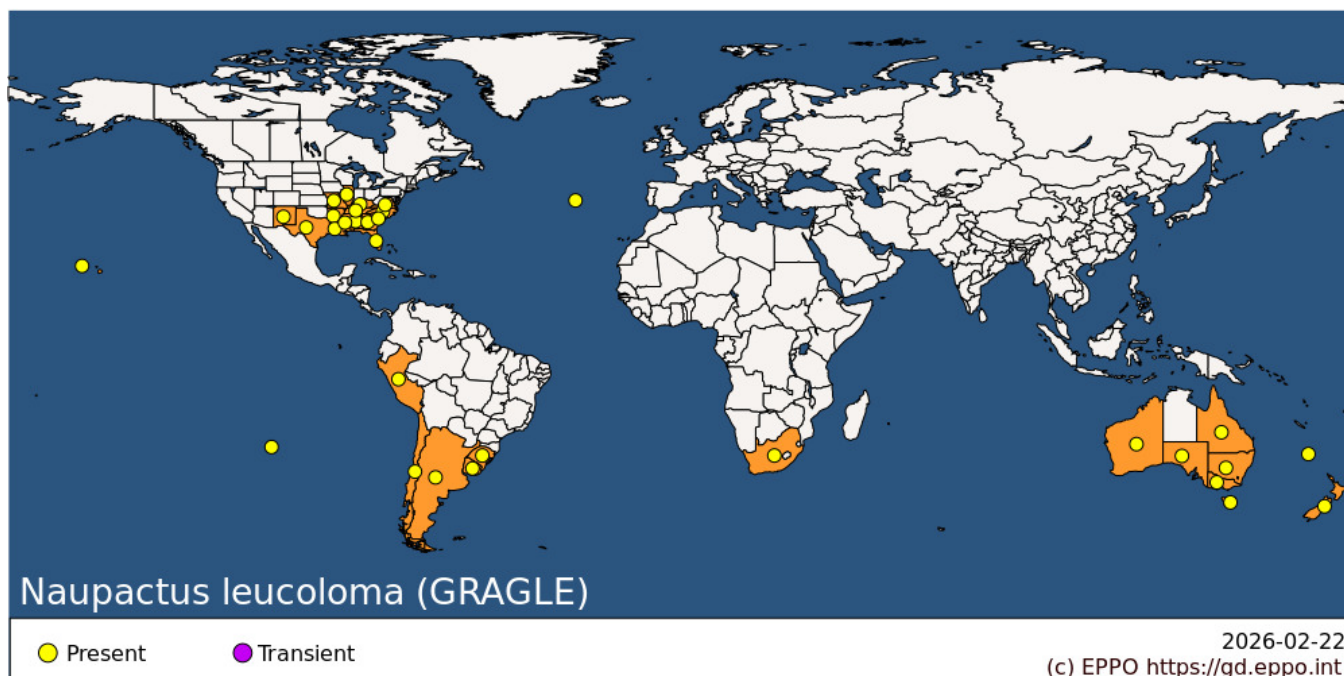 Naupactus leucoloma (GRAGLE)
Present
Transient
2026-02-22
(c) EPPO https://gd.eppo.int